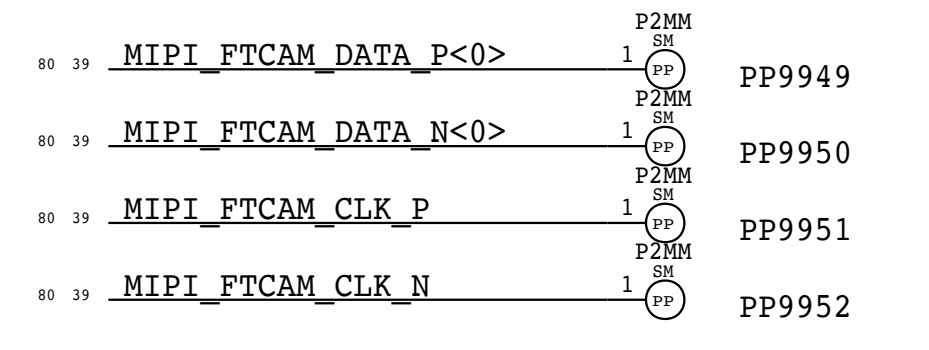 P2MM
SM
80 39 MIPI_FTCAM_DATA_P<0> 1 PP PP9949
P2MM
SM
80 39 MIPI_FTCAM_DATA_N<0> 1 PP PP9950
P2MM
SM
80 39 MIPI_FTCAM_CLK_P 1 PP PP9951
P2MM
SM
80 39 MIPI_FTCAM_CLK_N 1 PP PP9952